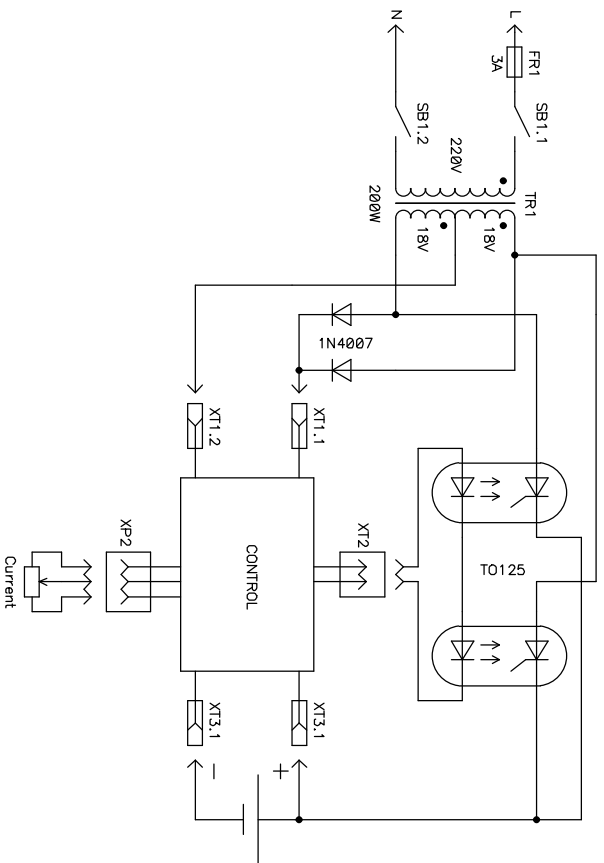 L
N
FR1
3A
SB1.1
SB1.2
220V
TR1
200W
18V
18V
1N4007
XT1.1
XT1.2
TO125
XT2
CONTROL
XP2
Current
XT3.1
XT3.1
+
−